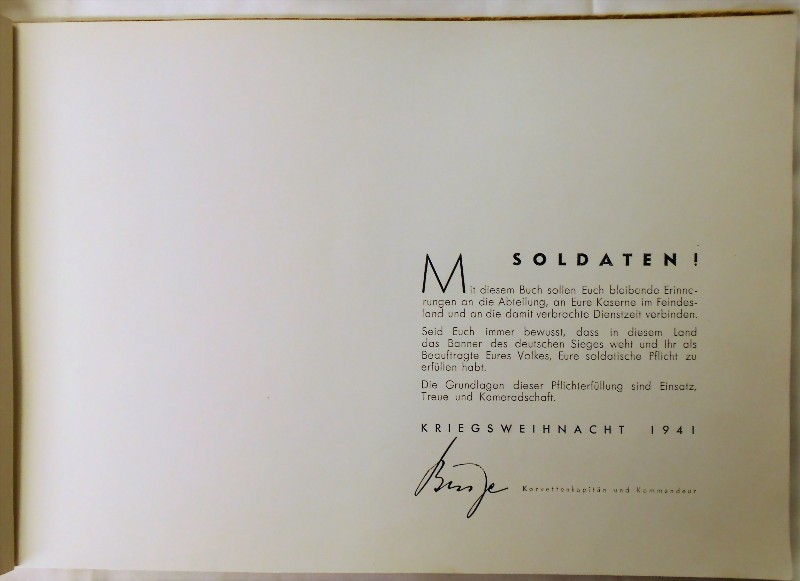 SOLDATEN!
Mit diesem Buch sollen Euch bleibende Erinne-
rungen an die Abteilung, an Eure Kaserne im Feindes-
land und an die damit verbrachte Dienstzeit verbinden.
Seid Euch immer bewusst, dass in diesem Land
das Banner des deutschen Sieges weht und Ihr als
Beauftragte Eures Volkes, Eure soldatische Pflicht zu
erfüllen habt.
Die Grundlagen dieser Pflichterfüllung sind Einsatz,
Treue und Kameradschaft.
KRIEGSWEIHNACHT 1941
Korvettenkapitän und Kommandeur